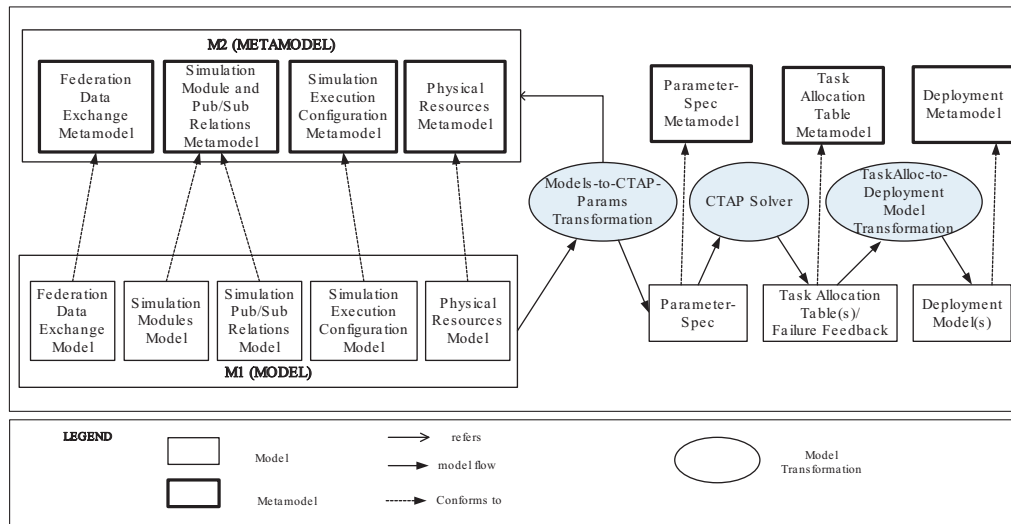 M2 (METAMODEL)
Federation
Data
Exchange
Metamodel
Simulation
Module and
Pub/Sub
Relations
Metamodel
Simulation
Execution
Configuration
Metamodel
Physical
Resources
Metamodel
Parameter-
Spec
Metamodel
Task
Allocation
Table
Metamodel
Deployment
Metamodel
Models-to-CTAP-
Params
Transformation
CTAP Solver
TaskAlloc-to-
Deployment
Model
Transformation
Federation
Data
Exchange
Model
Simulation
Modules
Model
Simulation
Pub/Sub
Relations
Model
Simulation
Execution
Configuration
Model
Physical
Resources
Model
M1 (MODEL)
Parameter-
Spec
Task Allocation
Table(s)/
Failure Feedback
Deployment
Model(s)
LEGEND
Model
Metamodel
refers
model flow
Conforms to
Model
Transformation